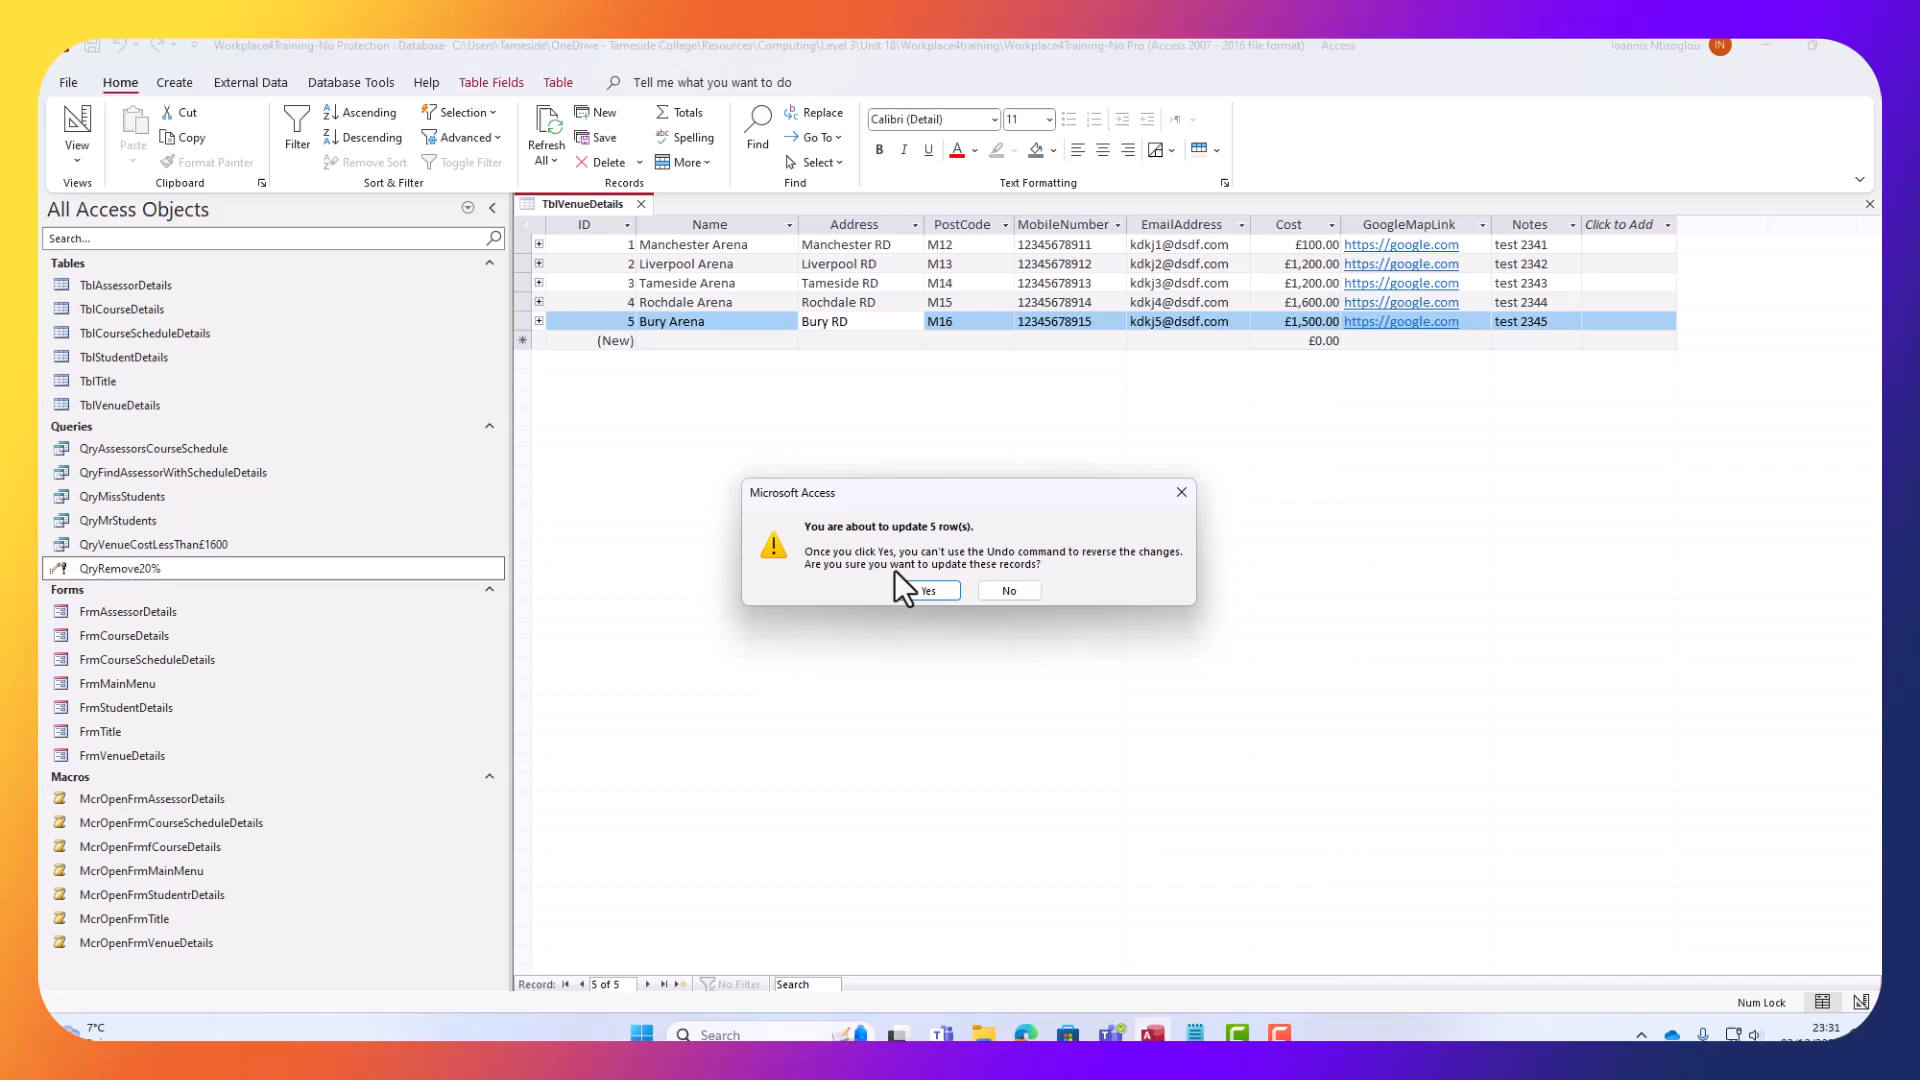 Workplace4Training-No Protection : Database- C:\Users\Tameside\OneDrive - Tameside College\Resources\Computing\Level 3\Unit 18\Workplace4training\Workplace4Training-No Pro (Access 2007 - 2016 file format) - Access
Ioannis Ntizoglou IN
File Home Create External Data Database Tools Help Table Fields Table Tell me what you want to do
View
Views
Paste
Cut
Copy
Format Painter
Clipboard
Filter
Ascending
Descending
Remove Sort
Selection
Advanced
Toggle Filter
Sort & Filter
Refresh
All
New
Save
Delete
Totals
Spelling
More
Records
Find
Replace
Go To
Select
Find
Calibri (Detail) 11
B I U A
Text Formatting
All Access Objects
Search...
Tables
TblAssessorDetails
TblCourseDetails
TblCourseScheduleDetails
TblStudentDetails
TblTitle
TblVenueDetails
Queries
QryAssessorsCourseSchedule
QryFindAssessorWithScheduleDetails
QryMissStudents
QryMrStudents
QryVenueCostLessThan£1600
QryRemove20%
Forms
FrmAssessorDetails
FrmCourseDetails
FrmCourseScheduleDetails
FrmMainMenu
FrmStudentDetails
FrmTitle
FrmVenueDetails
Macros
McrOpenFrmAssessorDetails
McrOpenFrmCourseScheduleDetails
McrOpenFrmfCourseDetails
McrOpenFrmMainMenu
McrOpenFrmStudentrDetails
McrOpenFrmTitle
McrOpenFrmVenueDetails
TblVenueDetails
ID Name Address PostCode MobileNumber EmailAddress Cost GoogleMapLink Notes Click to Add
1 Manchester Arena Manchester RD M12 12345678911 kdkj1@dsdf.com £100.00 https://google.com test 2341
2 Liverpool Arena Liverpool RD M13 12345678912 kdkj2@dsdf.com £1,200.00 https://google.com test 2342
3 Tameside Arena Tameside RD M14 12345678913 kdkj3@dsdf.com £1,200.00 https://google.com test 2343
4 Rochdale Arena Rochdale RD M15 12345678914 kdkj4@dsdf.com £1,600.00 https://google.com test 2344
5 Bury Arena Bury RD M16 12345678915 kdkj5@dsdf.com £1,500.00 https://google.com test 2345
(New) £0.00
Microsoft Access
You are about to update 5 row(s).
Once you click Yes, you can't use the Undo command to reverse the changes.
Are you sure you want to update these records?
Yes No
Record: 5 of 5 No Filter Search
Num Lock
7°C
Search
23:31